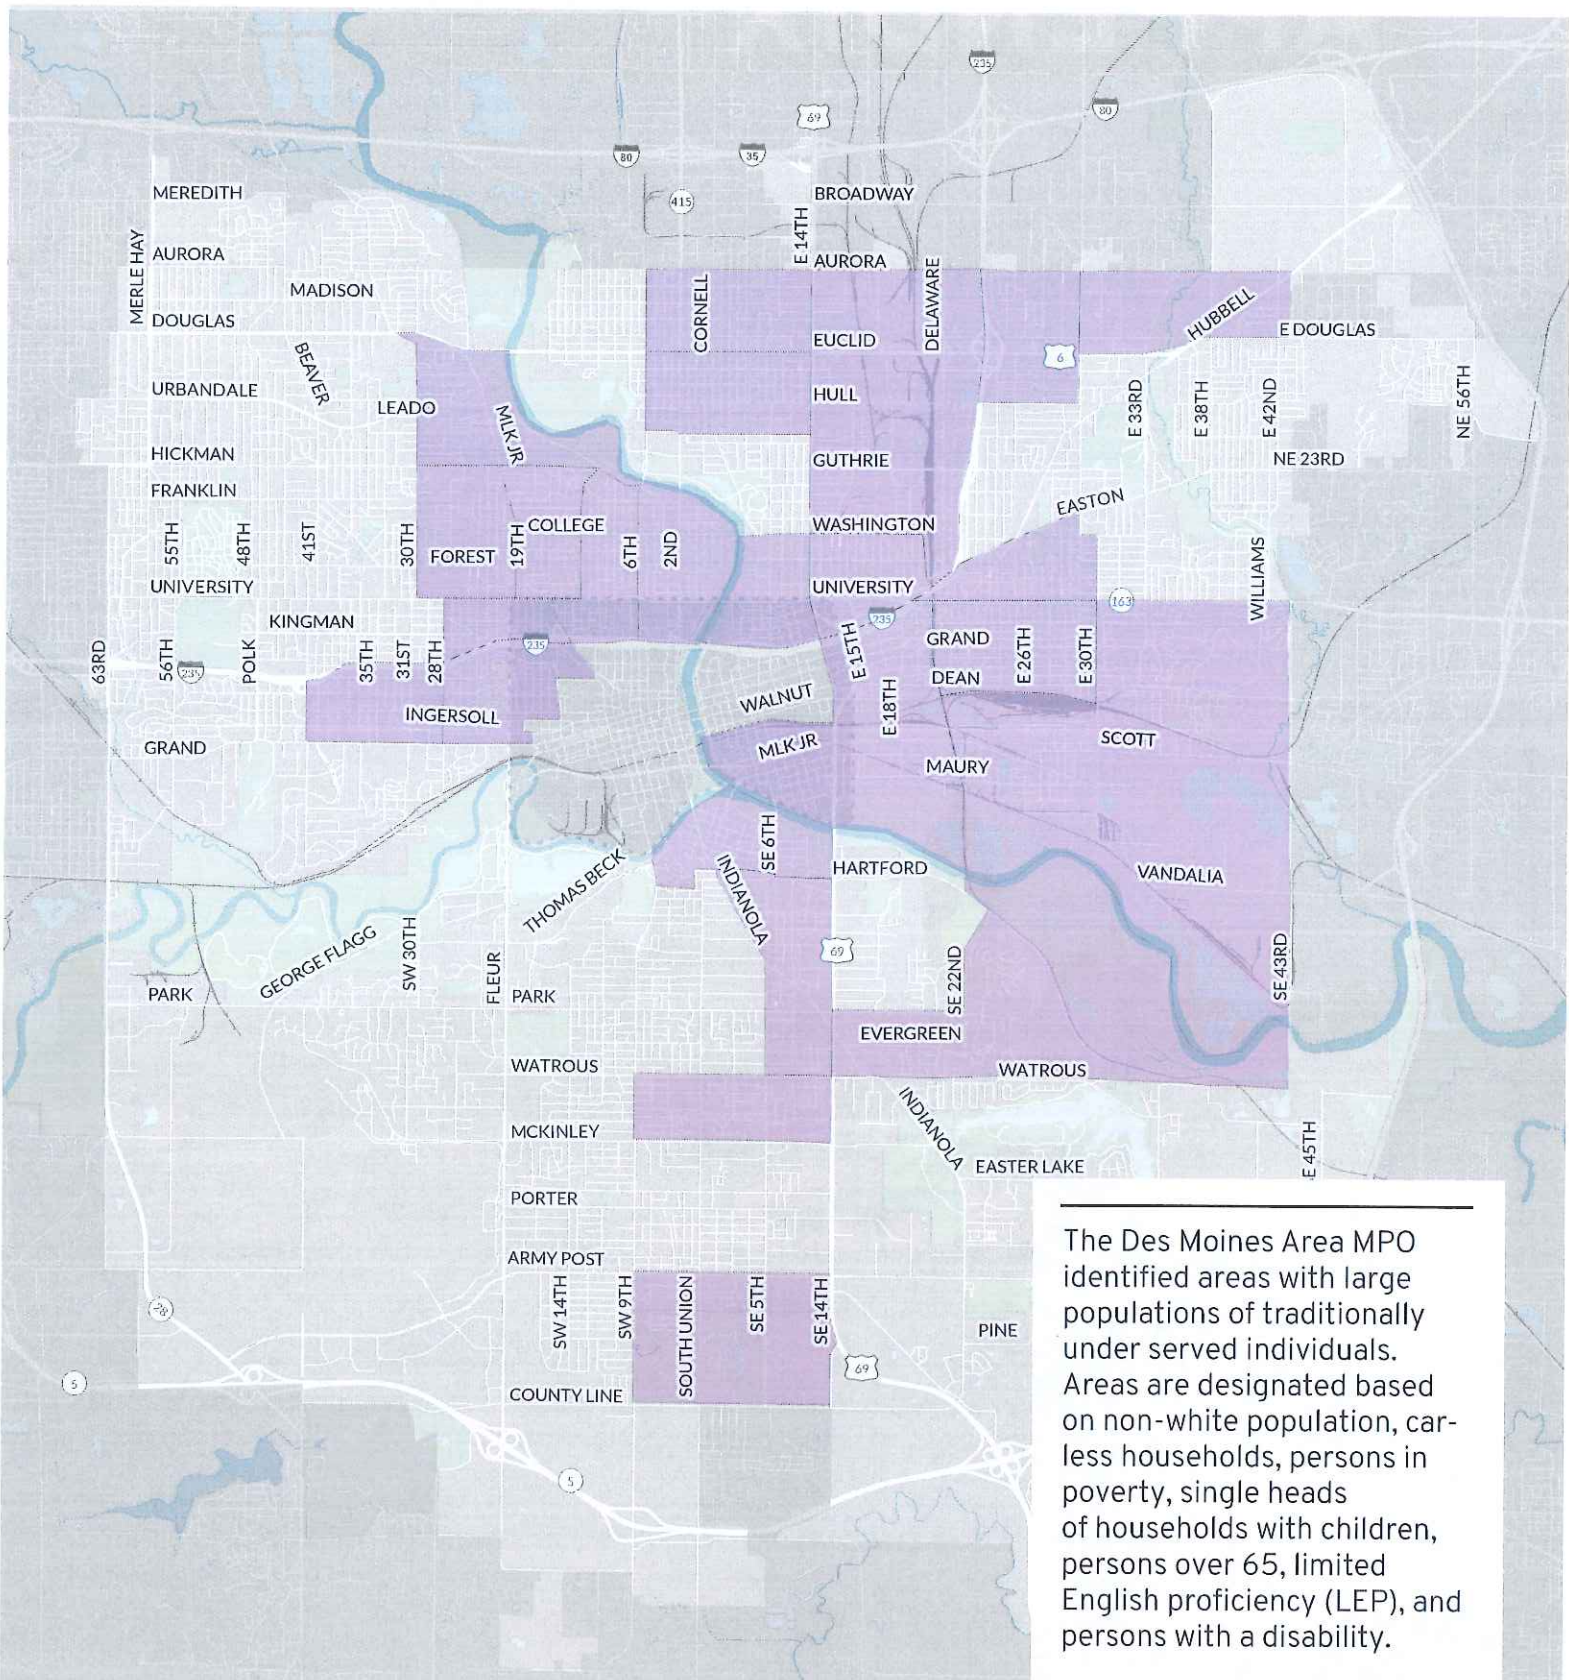 235
80
69
80
35
MEREDITH
415
BROADWAY
MERLE HAY
AURORA
E 14TH
AURORA
MADISON
CORNELL
DELAWARE
DOUGLAS
HUBBELL
E DOUGLAS
EUCLID
BEAVER
6
URBANDALE
HULL
LEADO
MLK JR
E 33RD
E 38TH
E 42ND
NE 56TH
HICKMAN
GUTHRIE
NE 23RD
FRANKLIN
EASTON
COLLEGE
WASHINGTON
55TH
48TH
41ST
30TH
FOREST
19TH
6TH
2ND
WILLIAMS
UNIVERSITY
UNIVERSITY
163
KINGMAN
235
GRAND
235
63RD
56TH
235
POLK
35TH
31ST
28TH
E 15TH
E 26TH
E 30TH
DEAN
WALNUT
E 18TH
INGERSOLL
GRAND
MLK JR
SCOTT
MAURY
SE 6TH
HARTFORD
VANDALIA
THOMAS BECK
INDIANOLA
GEORGE FLAGG
SW 30TH
FLEUR
69
SE 22ND
SE 43RD
PARK
PARK
EVERGREEN
WATROUS
WATROUS
INDIANOLA
MCKINLEY
E 45TH
EASTER LAKE
PORTER
ARMY POST
SW 14TH
SW 9TH
SOUTH UNION
SE 5TH
SE 14TH
28
PINE
69
5
COUNTY LINE
5
The Des Moines Area MPO
identified areas with large
populations of traditionally
under served individuals.
Areas are designated based
on non-white population, car-
less households, persons in
poverty, single heads
of households with children,
persons over 65, limited
English proficiency (LEP), and
persons with a disability.